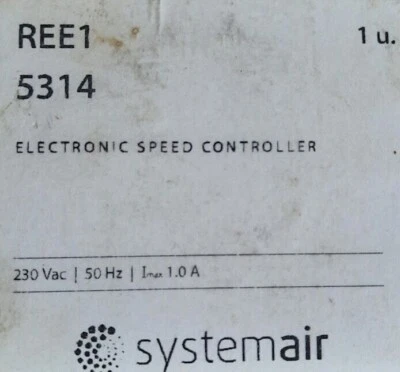 REE1 1 u.
5314
ELECTRONIC SPEED CONTROLLER
230 Vac | 50 Hz | Imax 1.0 A
systemair